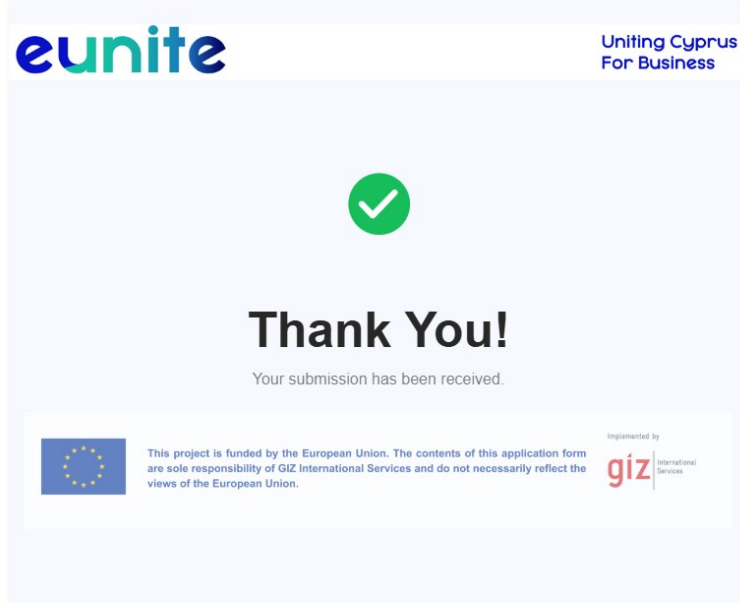 eunite
Uniting Cyprus
For Business
Thank You!
Your submission has been received.
This project is funded by the European Union. The contents of this application form
are sole responsibility of GIZ International Services and do not necessarily reflect the
views of the European Union.
Implemented by
giz
International
Services